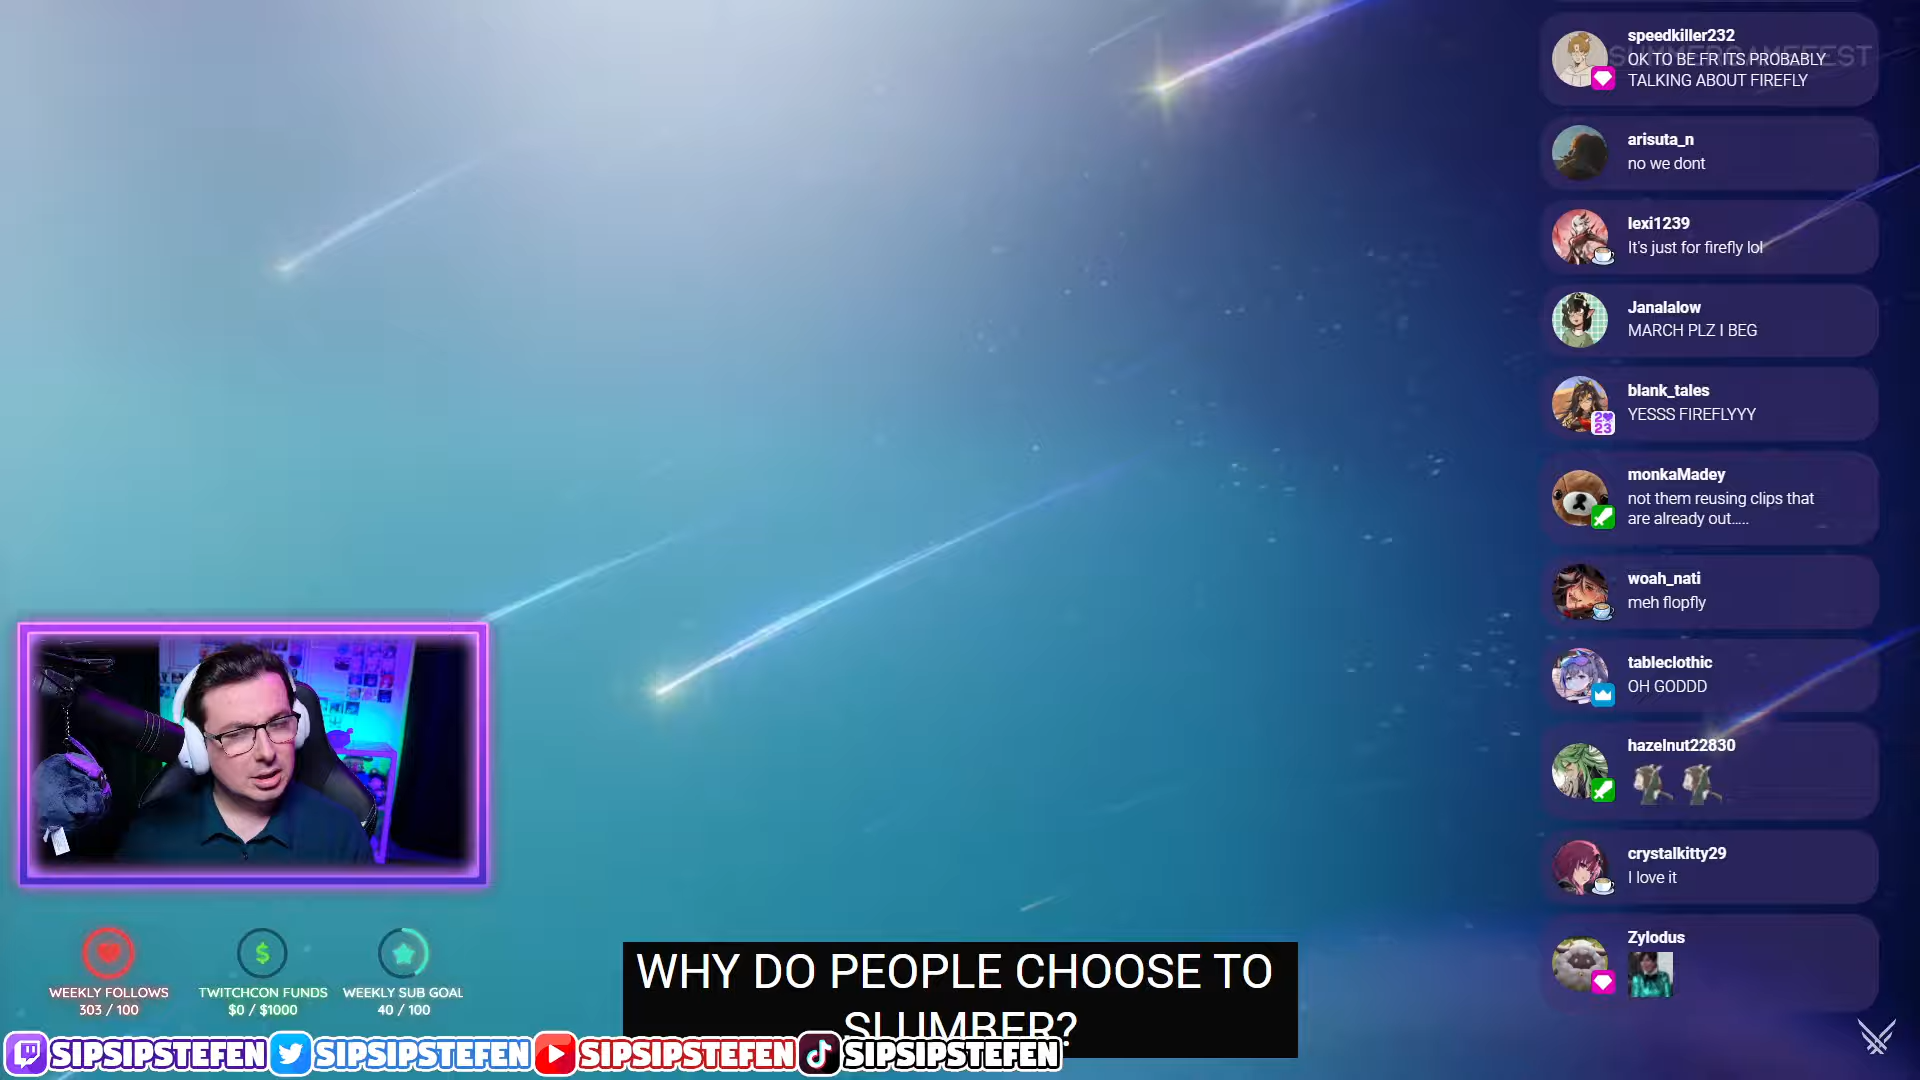 SUMMERGAMEFEST
speedkiller232
OK TO BE FR ITS PROBABLY
TALKING ABOUT FIREFLY
arisuta_n
no we dont
lexi1239
It's just for firefly lol
Janalalow
MARCH PLZ I BEG
blank_tales
2023
YESSS FIREFLYYY
monkaMadey
not them reusing clips that
are already out.....
woah_nati
meh flopfly
tableclothic
OH GODDD
hazelnut22830
crystalkitty29
I love it
Zylodus
$
WEEKLY FOLLOWS
303 / 100
TWITCHCON FUNDS
$0 / $1000
WEEKLY SUB GOAL
40 / 100
WHY DO PEOPLE CHOOSE TO
SLUMBER?
SIPSIPSTEFEN SIPSIPSTEFEN SIPSIPSTEFEN SIPSIPSTEFEN